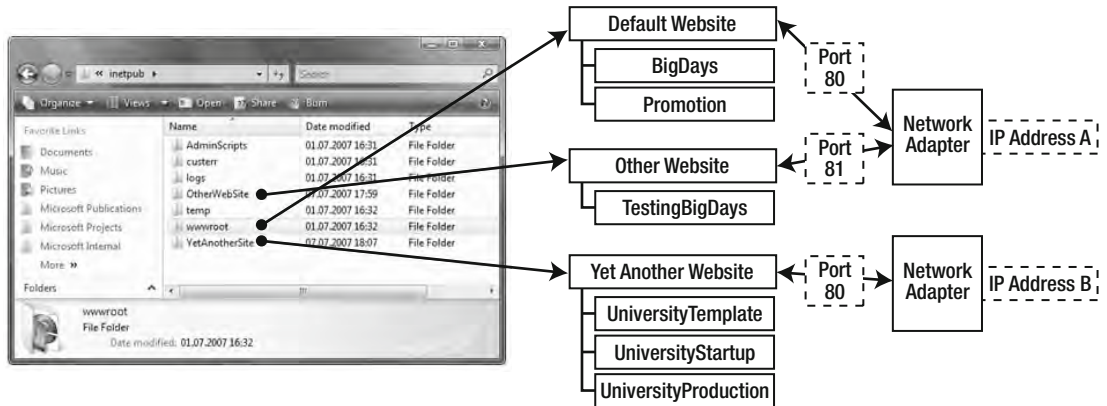 « inetpub
Search
Organize
Views
Open
Share
Burn
Favorite Links
Documents
Music
Pictures
Microsoft Publications
Microsoft Projects
Microsoft Internal
More »
Folders
Name Date modified Type
AdminScripts 01.07.2007 16:31 File Folder
custerr 01.07.2007 16:31 File Folder
logs 01.07.2007 16:31 File Folder
OtherWebSite 07.07.2007 17:59 File Folder
temp 01.07.2007 16:32 File Folder
wwwroot 01.07.2007 16:32 File Folder
YetAnotherSite 07.07.2007 18:07 File Folder
wwwroot
File Folder
Date modified: 01.07.2007 16:32
Default Website
BigDays
Promotion
Port
80
Other Website
TestingBigDays
Port
81
Network
Adapter
IP Address A
Yet Another Website
UniversityTemplate
UniversityStartup
UniversityProduction
Port
80
Network
Adapter
IP Address B